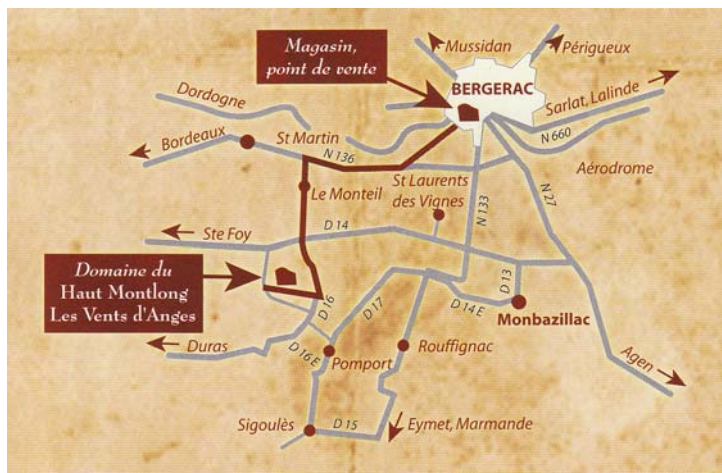 Mussidan
Périgueux
Magasin,
point de vente
BERGERAC
Sarlat, Lalinde
Dordogne
N 660
Bordeaux
St Martin
N 136
Aérodrome
Le Monteil
St Laurents
des Vignes
N 133
N 27
Ste Foy
D 14
Domaine du
Haut Montlong
Les Vents d'Anges
D 16
D 17
D 13
D 14E
Monbazillac
Duras
D 16 E
Pomport
Rouffignac
Agen
Sigoulès
D 15
Eymet, Marmande